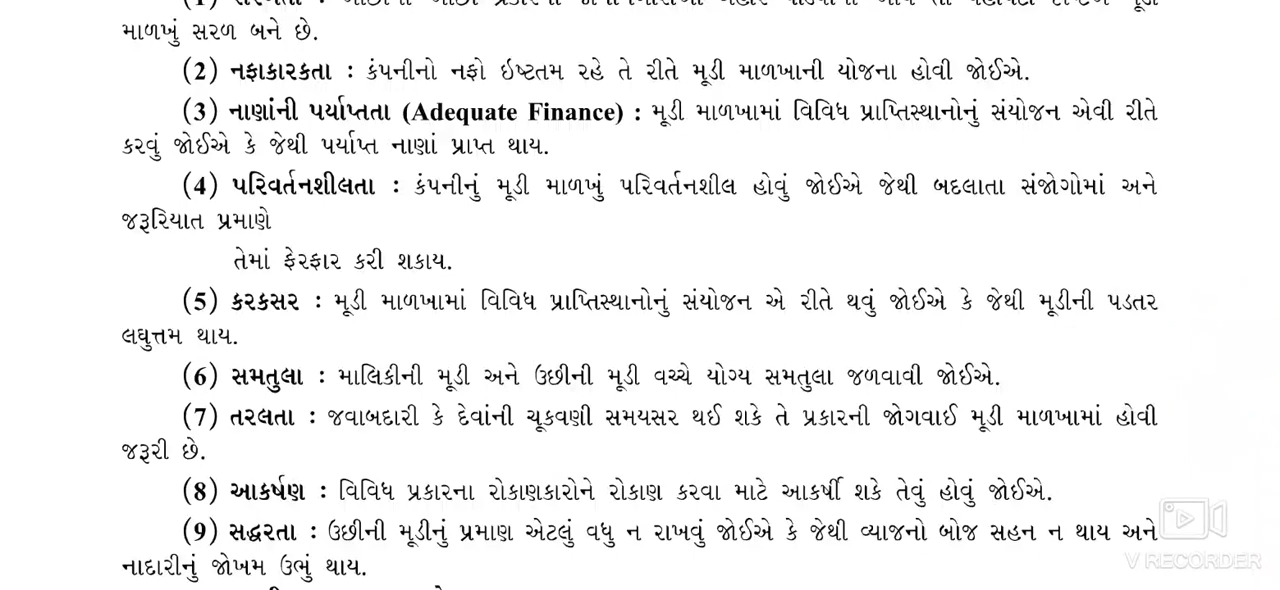 માળખું સરળ બને છે.
(2) નફાકારકતા : કંપનીનો નફો ઇષ્ટતમ રહે તે રીતે મૂડી માળખાની યોજના હોવી જોઈએ.
(3) નાણાંની પર્યાપ્તતા (Adequate Finance) : મૂડી માળખામાં વિવિધ પ્રાપ્તિસ્થાનોનું સંયોજન એવી રીતે
કરવું જોઈએ કે જેથી પર્યાપ્ત નાણાં પ્રાપ્ત થાય.
(4) પરિવર્તનશીલતા : કંપનીનું મૂડી માળખું પરિવર્તનશીલ હોવું જોઈએ જેથી બદલાતા સંજોગોમાં અને
જરૂરિયાત પ્રમાણે
તેમાં ફેરફાર કરી શકાય.
(5) કરકસર : મૂડી માળખામાં વિવિધ પ્રાપ્તિસ્થાનોનું સંયોજન એ રીતે થવું જોઈએ કે જેથી મૂડીની પડતર
લઘુત્તમ થાય.
(6) સમતુલા : માલિકીની મૂડી અને ઉછીની મૂડી વચ્ચે યોગ્ય સમતુલા જળવાવી જોઈએ.
(7) તરલતા : જવાબદારી કે દેવાંની ચૂકવણી સમયસર થઈ શકે તે પ્રકારની જોગવાઈ મૂડી માળખામાં હોવી
જરૂરી છે.
(8) આકર્ષણ : વિવિધ પ્રકારના રોકાણકારોને રોકાણ કરવા માટે આકર્ષી શકે તેવું હોવું જોઈએ.
(9) સદ્ધરતા : ઉછીની મૂડીનું પ્રમાણ એટલું વધુ ન રાખવું જોઈએ કે જેથી વ્યાજનો બોજ સહન ન થાય અને
નાદારીનું જોખમ ઉભું થાય.
V RECORDER